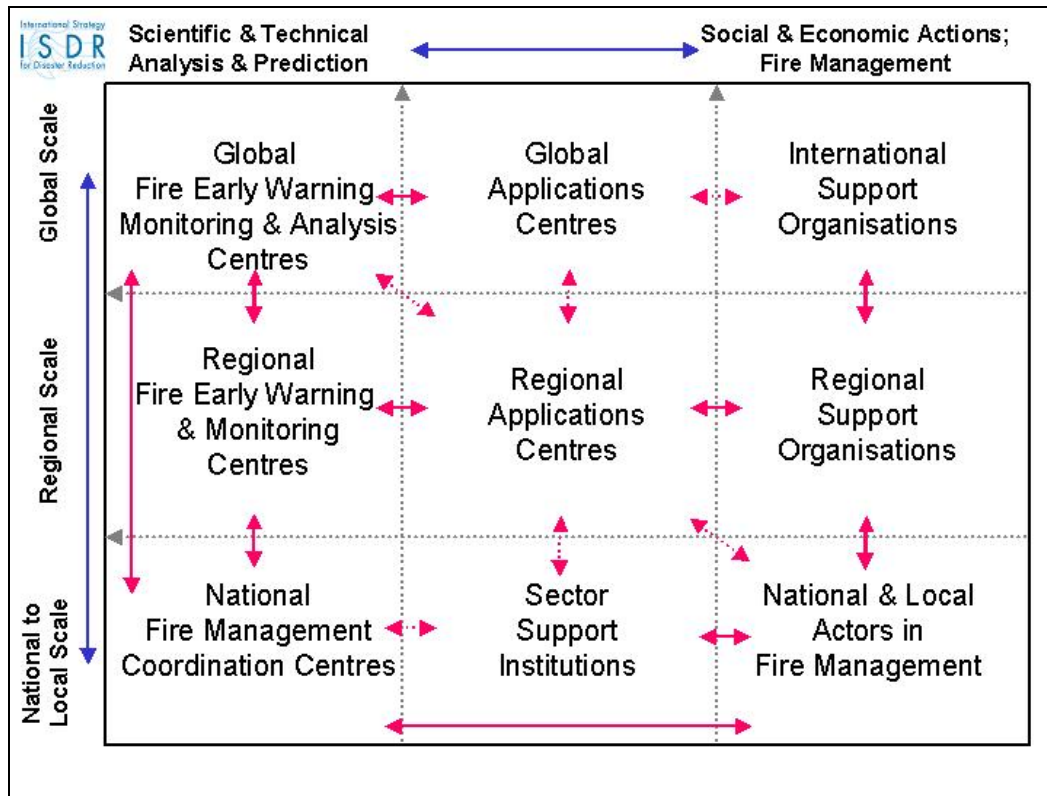 International Strategy
ISDR
for Disaster Reduction
Scientific & Technical
Analysis & Prediction
Social & Economic Actions;
Fire Management
Global Scale
Global
Fire Early Warning
Monitoring & Analysis
Centres
Global
Applications
Centres
International
Support
Organisations
Regional Scale
Regional
Fire Early Warning
& Monitoring
Centres
Regional
Applications
Centres
Regional
Support
Organisations
National to
Local Scale
National
Fire Management
Coordination Centres
Sector
Support
Institutions
National & Local
Actors in
Fire Management